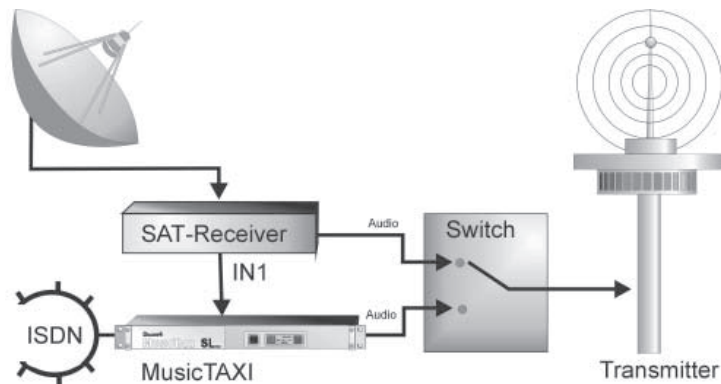 SAT-Receiver
Audio
Switch
IN1
Audio
ISDN
SL
MusicTAXI
Transmitter